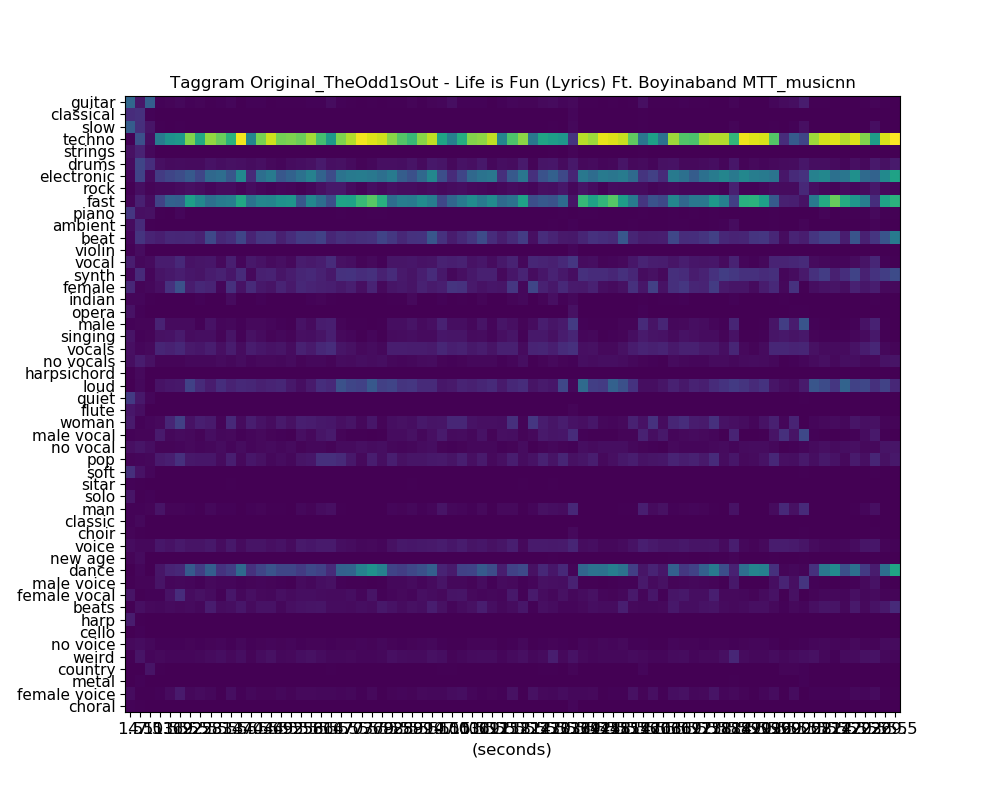 Taggram Original_TheOdd1sOut - Life is Fun (Lyrics) Ft. Boyinaband MTT_musicnn
guitar
classical
slow
techno
strings
drums
electronic
rock
fast
piano
ambient
beat
violin
vocal
synth
female
indian
opera
male
singing
vocals
no vocals
harpsichord
loud
quiet
flute
woman
male vocal
no vocal
pop
soft
sitar
solo
man
classic
choir
voice
new age
dance
male voice
female vocal
beats
harp
cello
no voice
weird
country
metal
female voice
choral
(seconds)